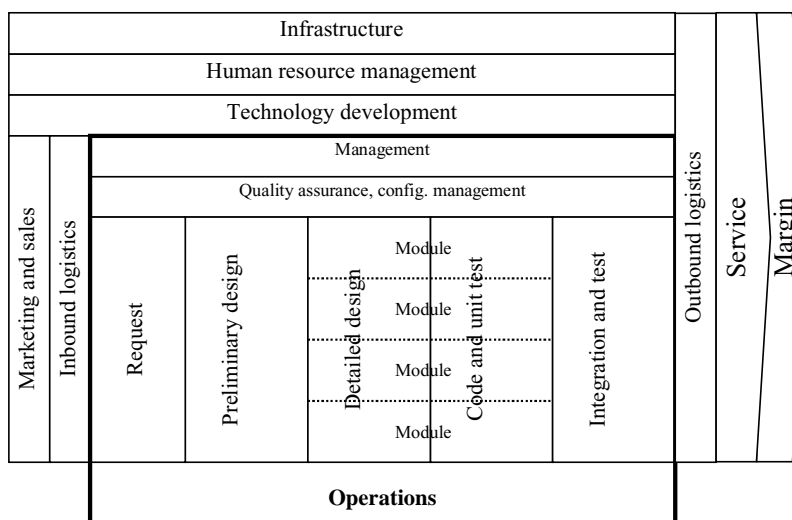 Infrastructure
Human resource management
Technology development
Management
Quality assurance, config. management
Marketing and sales
Inbound logistics
Request
Preliminary design
Detailed design
Module
Module
Module
Module
Code and unit test
Integration and test
Outbound logistics
Service
Margin
Operations